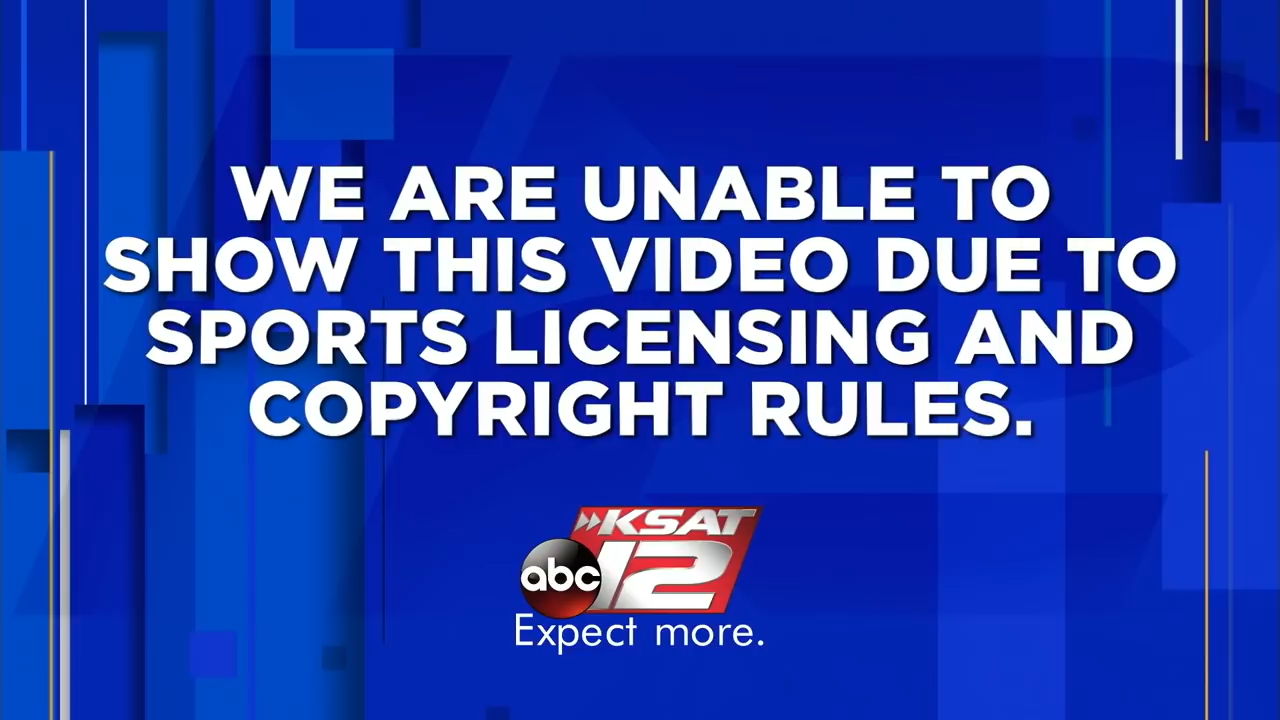 WE ARE UNABLE TO
SHOW THIS VIDEO DUE TO
SPORTS LICENSING AND
COPYRIGHT RULES.
KSAT
abc 12
Expect more.